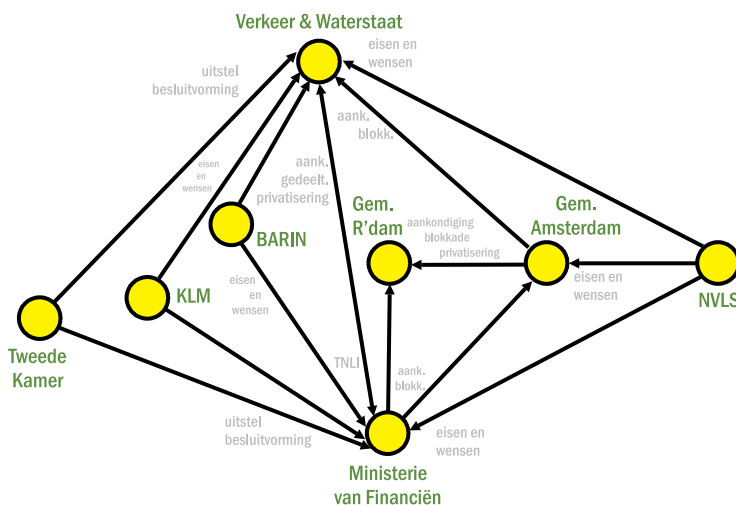 Verkeer & Waterstaat
eisen en
wensen
uitstel
besluitvorming
eisen
en
wensen
aank.
gedeelt.
privatisering
aank.
blokk.
BARIN
Gem.
R'dam
aankondiging
blokkade
privatisering
Gem.
Amsterdam
eisen en
wensen
NVLS
KLM
eisen
en
wensen
Tweede
Kamer
TNLI
aank.
blokk.
uitstel
besluitvorming
eisen en
wensen
Ministerie
van Financiën